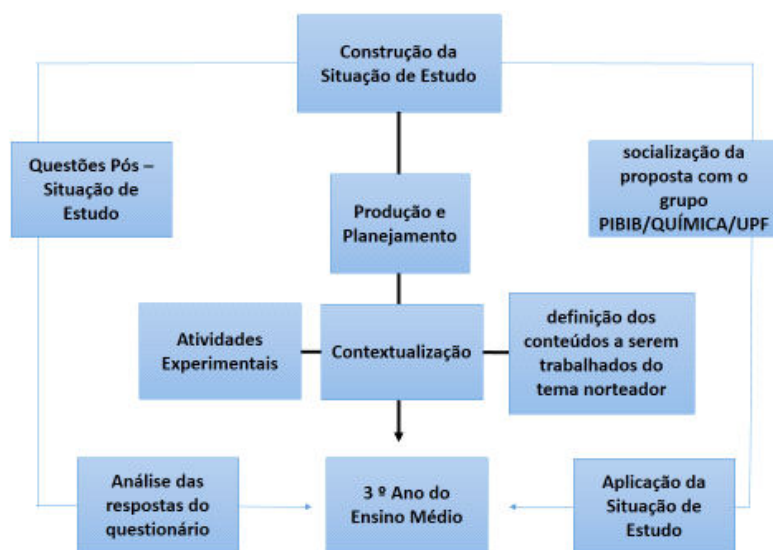 Construção da
Situação de Estudo
Questões Pós –
Situação de
Estudo
socialização da
proposta com o
grupo
PIBIB/QUÍMICA/UPF
Produção e
Planejamento
Atividades
Experimentais
Contextualização
definição dos
conteúdos a serem
trabalhados do
tema norteador
Análise das
respostas do
questionário
3 º Ano do
Ensino Médio
Aplicação da
Situação de
Estudo